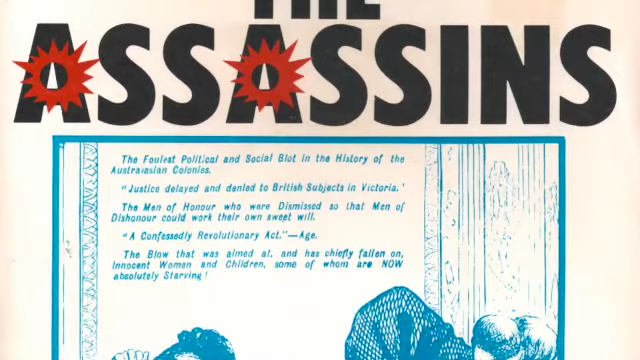 THE
ASSASSINS
The Foulest Political and Social Blot in the History of the
Australasian Colonies.
"Justice delayed and denied to British Subjects in Victoria.'
The Men of Honour who were Dismissed so that Men of
Dishonour could work their own sweet will.
"A Confessedly Revolutionary Act."—Age.
The Blow that was aimed at, and has chiefly fallen on,
Innocent Women and Children, some of whom are NOW
absolutely Starving!